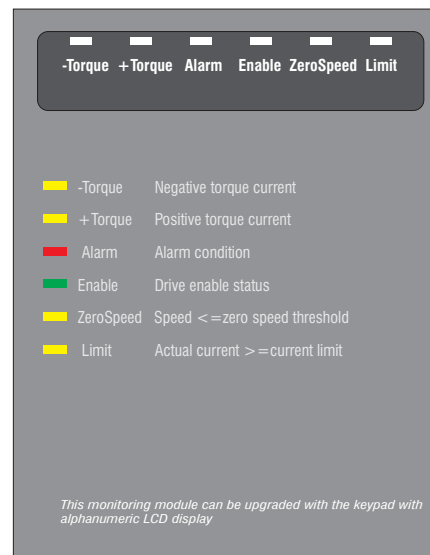 -Torque +Torque Alarm Enable ZeroSpeed Limit
-Torque Negative torque current
+Torque Positive torque current
Alarm Alarm condition
Enable Drive enable status
ZeroSpeed Speed <=zero speed threshold
Limit Actual current >=current limit
This monitoring module can be upgraded with the keypad with
alphanumeric LCD display